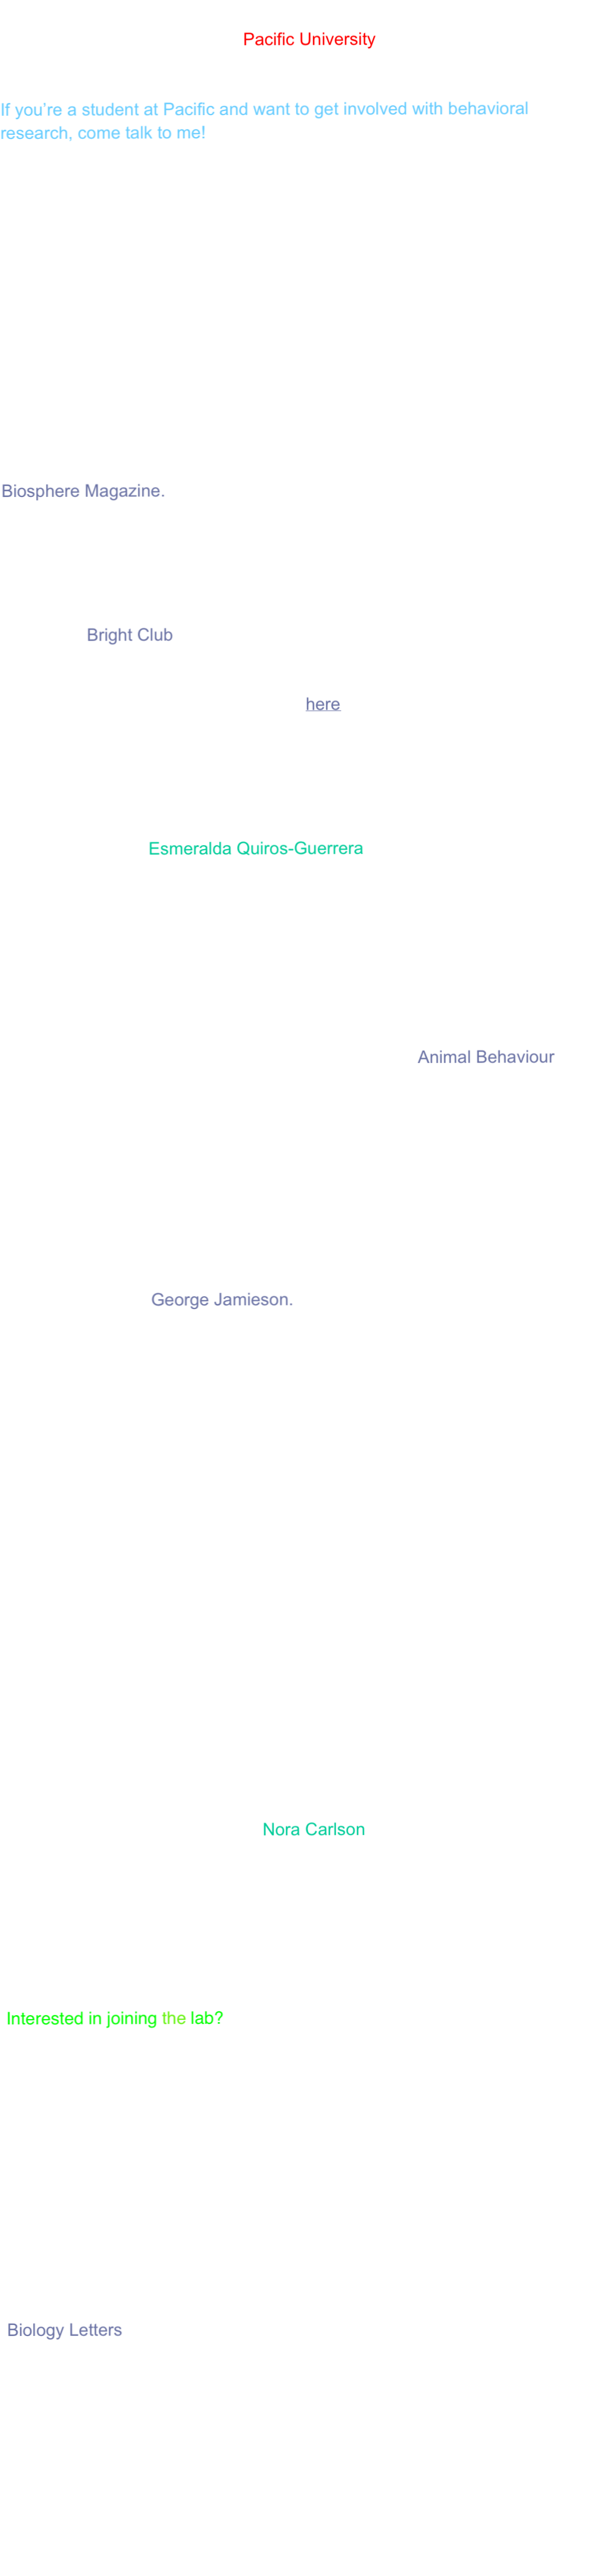 Pacific University
If you’re a student at Pacific and want to get involved with behavioral
research, come talk to me!
Biosphere Magazine.
Bright Club
here
Esmeralda Quiros-Guerrera
Animal Behaviour
George Jamieson.
Nora Carlson
Interested in joining the lab?
Biology Letters